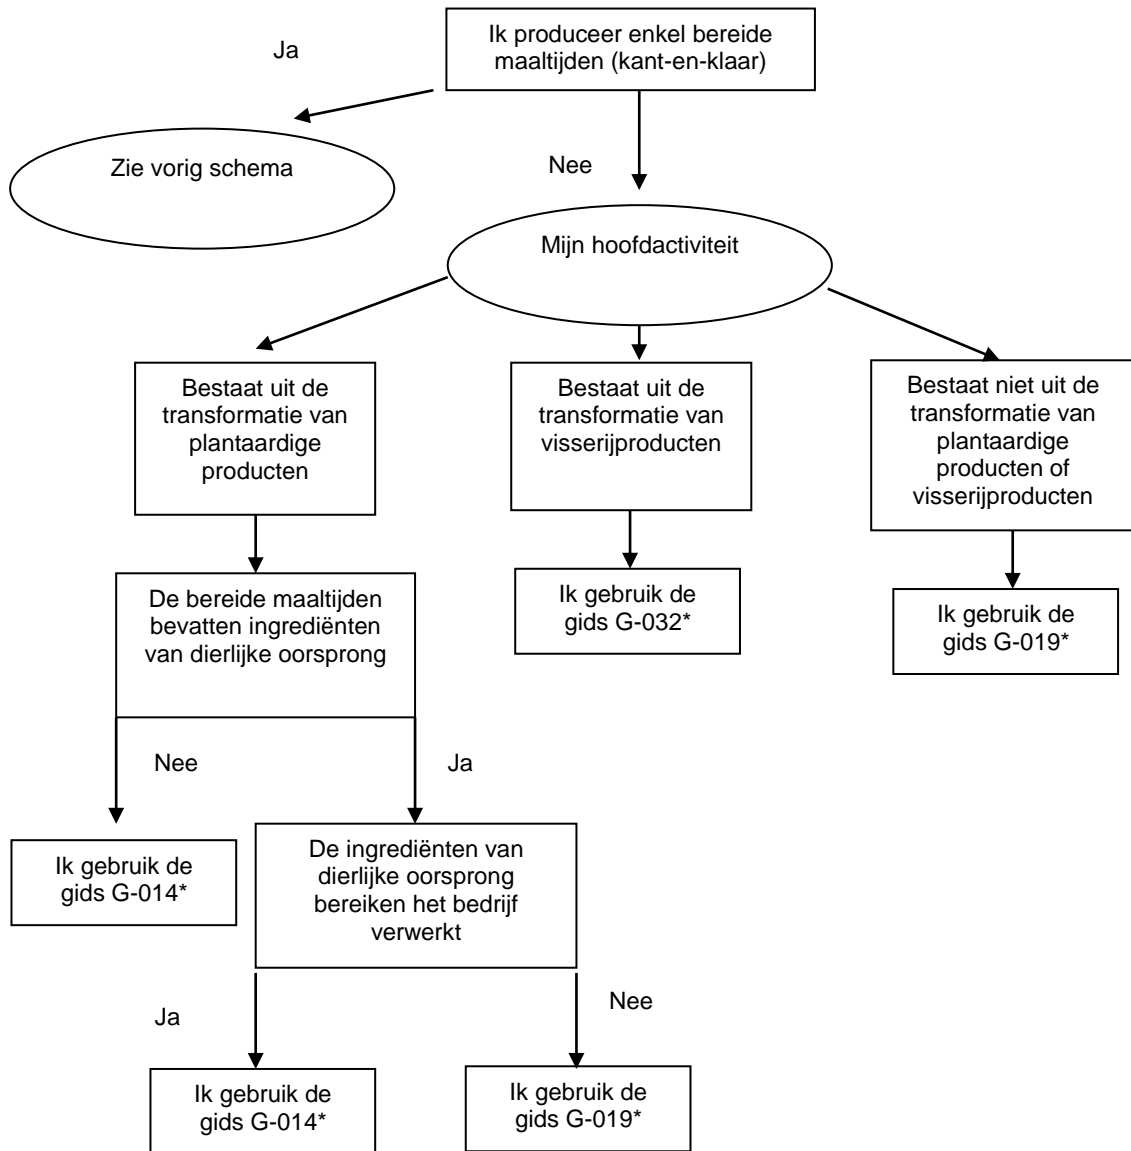 Ik produceer enkel bereide
maaltijden (kant-en-klaar)
Ja
Zie vorig schema
Nee
Mijn hoofdactiviteit
Bestaat uit de
transformatie van
plantaardige
producten
Bestaat uit de
transformatie van
visserijproducten
Bestaat niet uit de
transformatie van
plantaardige
producten of
visserijproducten
De bereide maaltijden
bevatten ingrediënten
van dierlijke oorsprong
Ik gebruik de
gids G-032*
Ik gebruik de
gids G-019*
Nee
Ja
Ik gebruik de
gids G-014*
De ingrediënten van
dierlijke oorsprong
bereiken het bedrijf
verwerkt
Ja
Nee
Ik gebruik de
gids G-014*
Ik gebruik de
gids G-019*